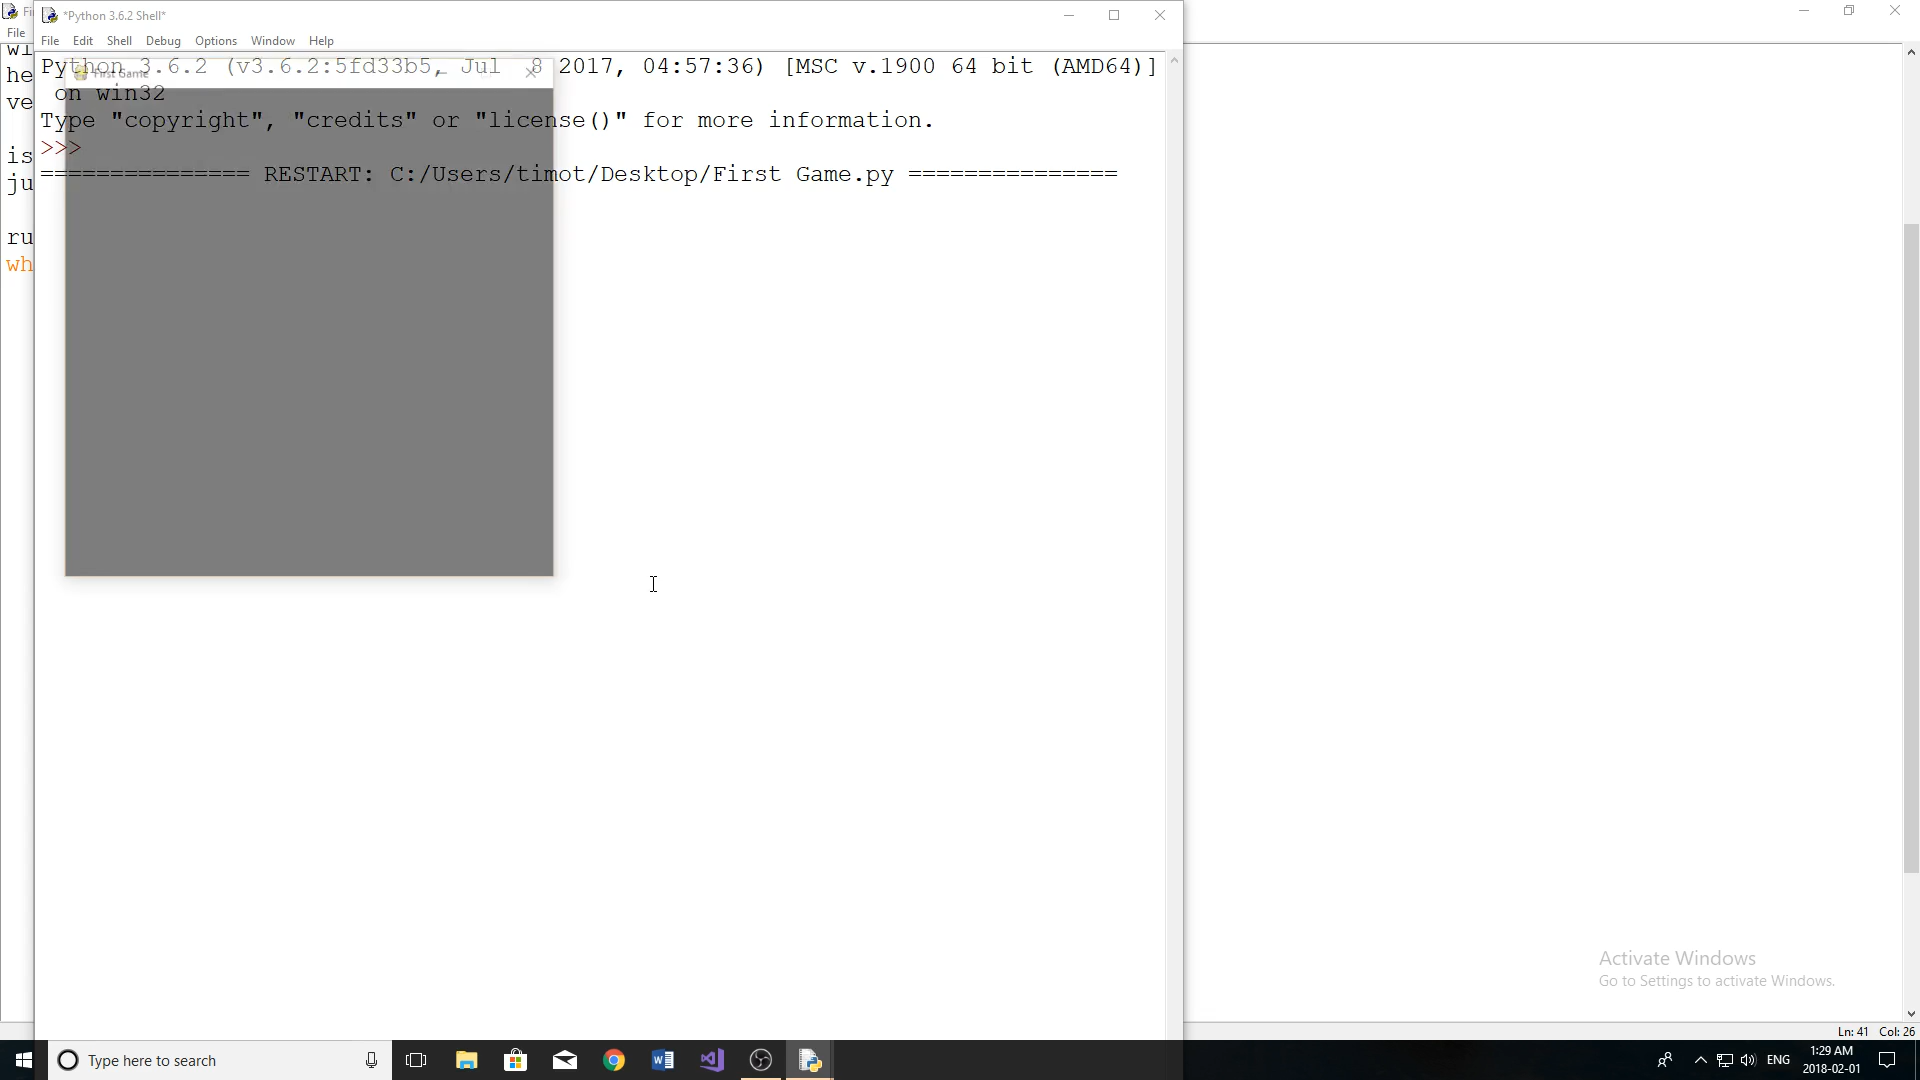 *Python 3.6.2 Shell*
File
File Edit Shell Debug Options Window Help
Python 3.6.2 (v3.6.2:5fd33b5, Jul  8 2017, 04:57:36) [MSC v.1900 64 bit (AMD64)]
on win32
First Game
Type "copyright", "credits" or "license()" for more information.
>>>
=============== RESTART: C:/Users/timot/Desktop/First Game.py ===============
he
ve
is
ju
ru
wh
Activate Windows
Go to Settings to activate Windows.
Ln: 41 Col: 26
Type here to search
ENG
1:29 AM
2018-02-01